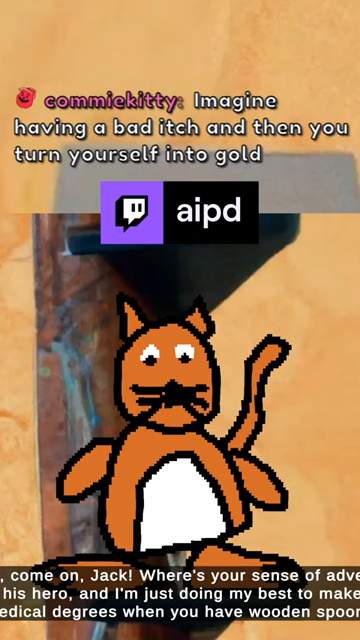 commiekitty: Imagine
having a bad itch and then you
turn yourself into gold
aipd
, come on, Jack! Where's your sense of adve
his hero, and I'm just doing my best to make
edical degrees when you have wooden spoor